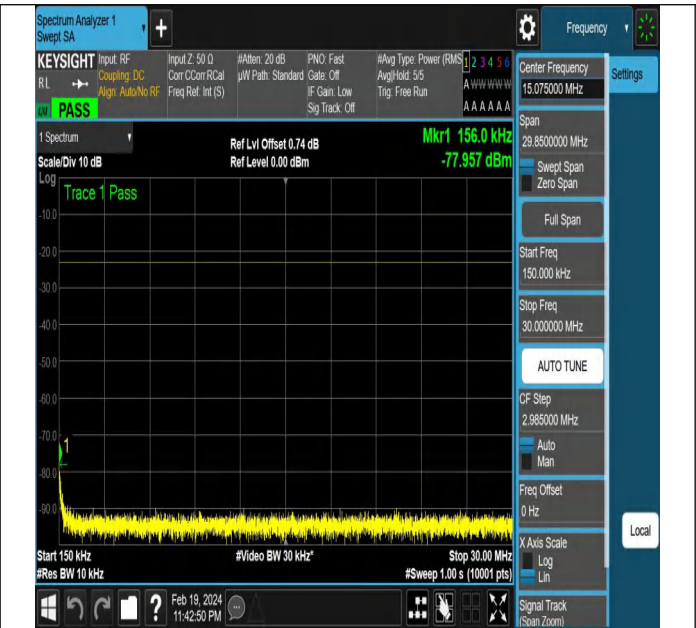 Spectrum Analyzer 1
Swept SA
Frequency
KEYSIGHT
RL
PASS
Input: RF
Coupling: DC
Align: Auto/No RF
Input Z: 50 Ω
Corr CCorr RCal
Freq Ref: Int (S)
#Atten: 20 dB
µW Path: Standard
PNO: Fast
Gate: Off
IF Gain: Low
Sig Track: Off
#Avg Type: Power (RMS
Avg|Hold: 5/5
Trig: Free Run
1 2 3 4 5 6
A W W W W W
A A A A A A
1 Spectrum
Scale/Div 10 dB
Log
Ref Lvl Offset 0.74 dB
Ref Level 0.00 dBm
Mkr1 156.0 kHz
-77.957 dBm
Trace 1 Pass
-10.0
-20.0
-30.0
-40.0
-50.0
-60.0
-70.0
-80.0
-90.0
1
Start 150 kHz
#Res BW 10 kHz
#Video BW 30 kHz*
Stop 30.00 MHz
#Sweep 1.00 s (10001 pts)
?
Feb 19, 2024
11:42:50 PM
Center Frequency
15.075000 MHz
Settings
Span
29.8500000 MHz
Swept Span
Zero Span
Full Span
Start Freq
150.000 kHz
Stop Freq
30.000000 MHz
AUTO TUNE
CF Step
2.985000 MHz
Auto
Man
Freq Offset
0 Hz
X Axis Scale
Log
Lin
Local
Signal Track
(Span Zoom)